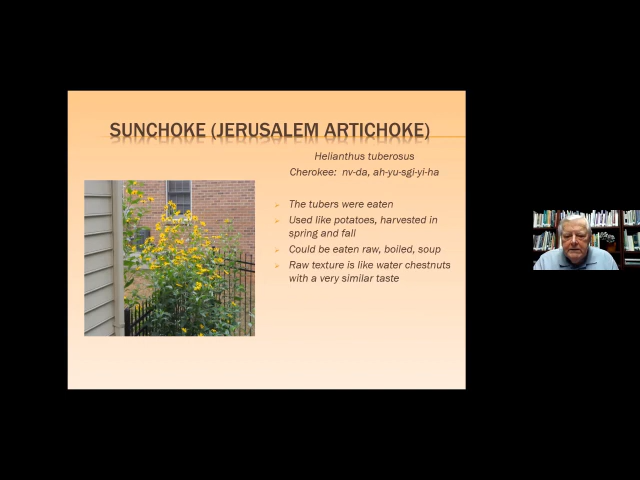 SUNCHOKE (JERUSALEM ARTICHOKE)
Helianthus tuberosus
Cherokee: nv-da, ah-yu-sgi-yi-ha
The tubers were eaten
Used like potatoes, harvested in
spring and fall
Could be eaten raw, boiled, soup
Raw texture is like water chestnuts
with a very similar taste